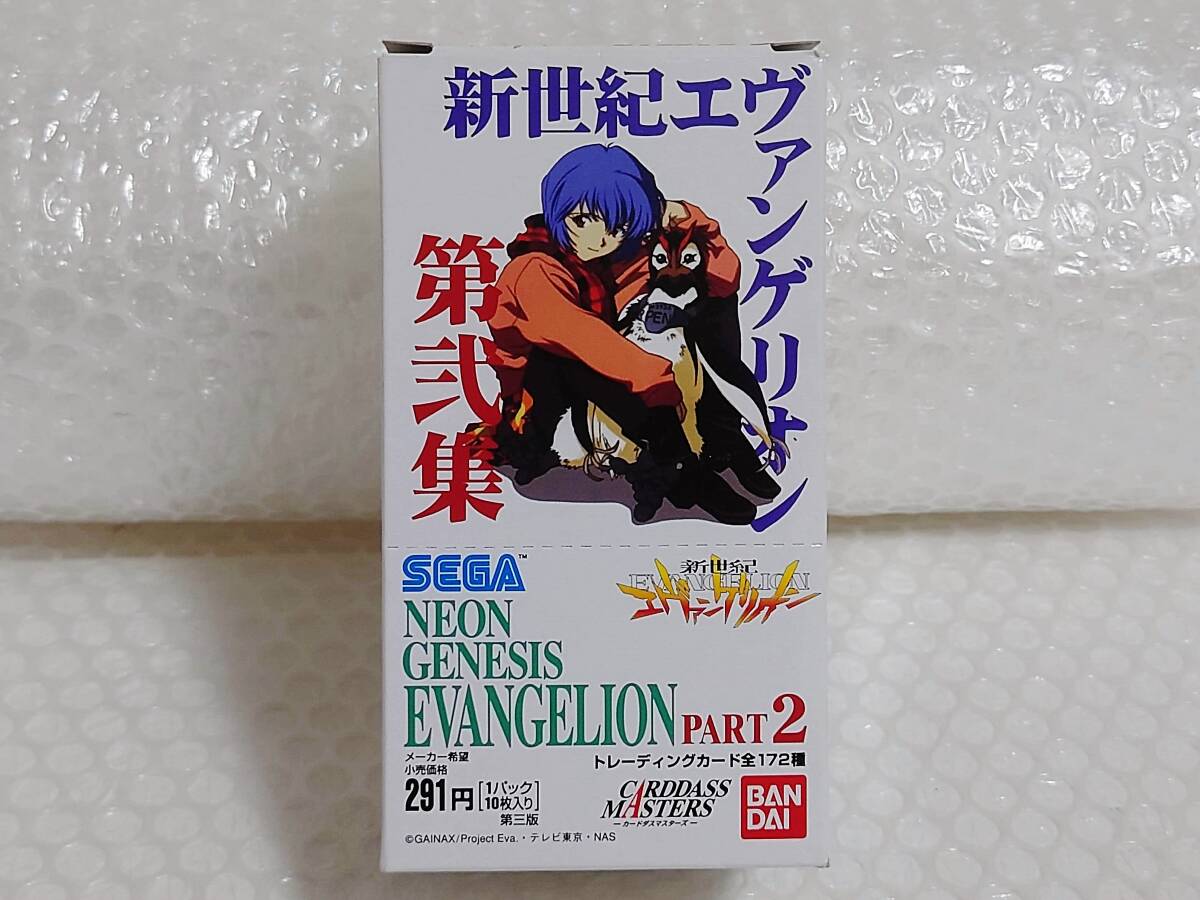 新世紀エヴァンゲリオン
第弐集
PEN
SEGA™
新世紀
EVANGELION
エヴァンゲリオン
NEON
GENESIS
EVANGELION PART 2
メーカー希望
小売価格
291円 [1パック 10枚入り]
第三版
トレーディングカード全172種
CARDDASS
MASTERS
―カードダスマスターズ―
BAN
DAI
©GAINAX/Project Eva.・テレビ東京・NAS